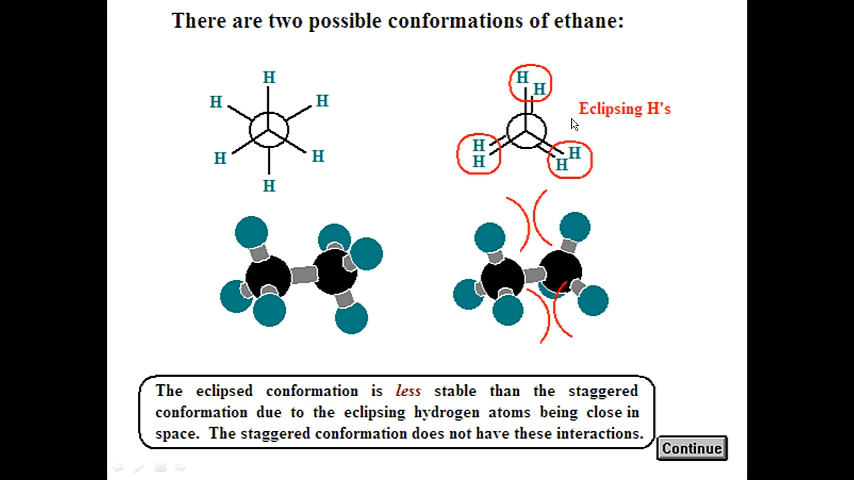 There are two possible conformations of ethane:
H
H
H
H
H
H
H
H
H
H
H
H
Eclipsing H's
The eclipsed conformation is less stable than the staggered
conformation due to the eclipsing hydrogen atoms being close in
space. The staggered conformation does not have these interactions.
Continue